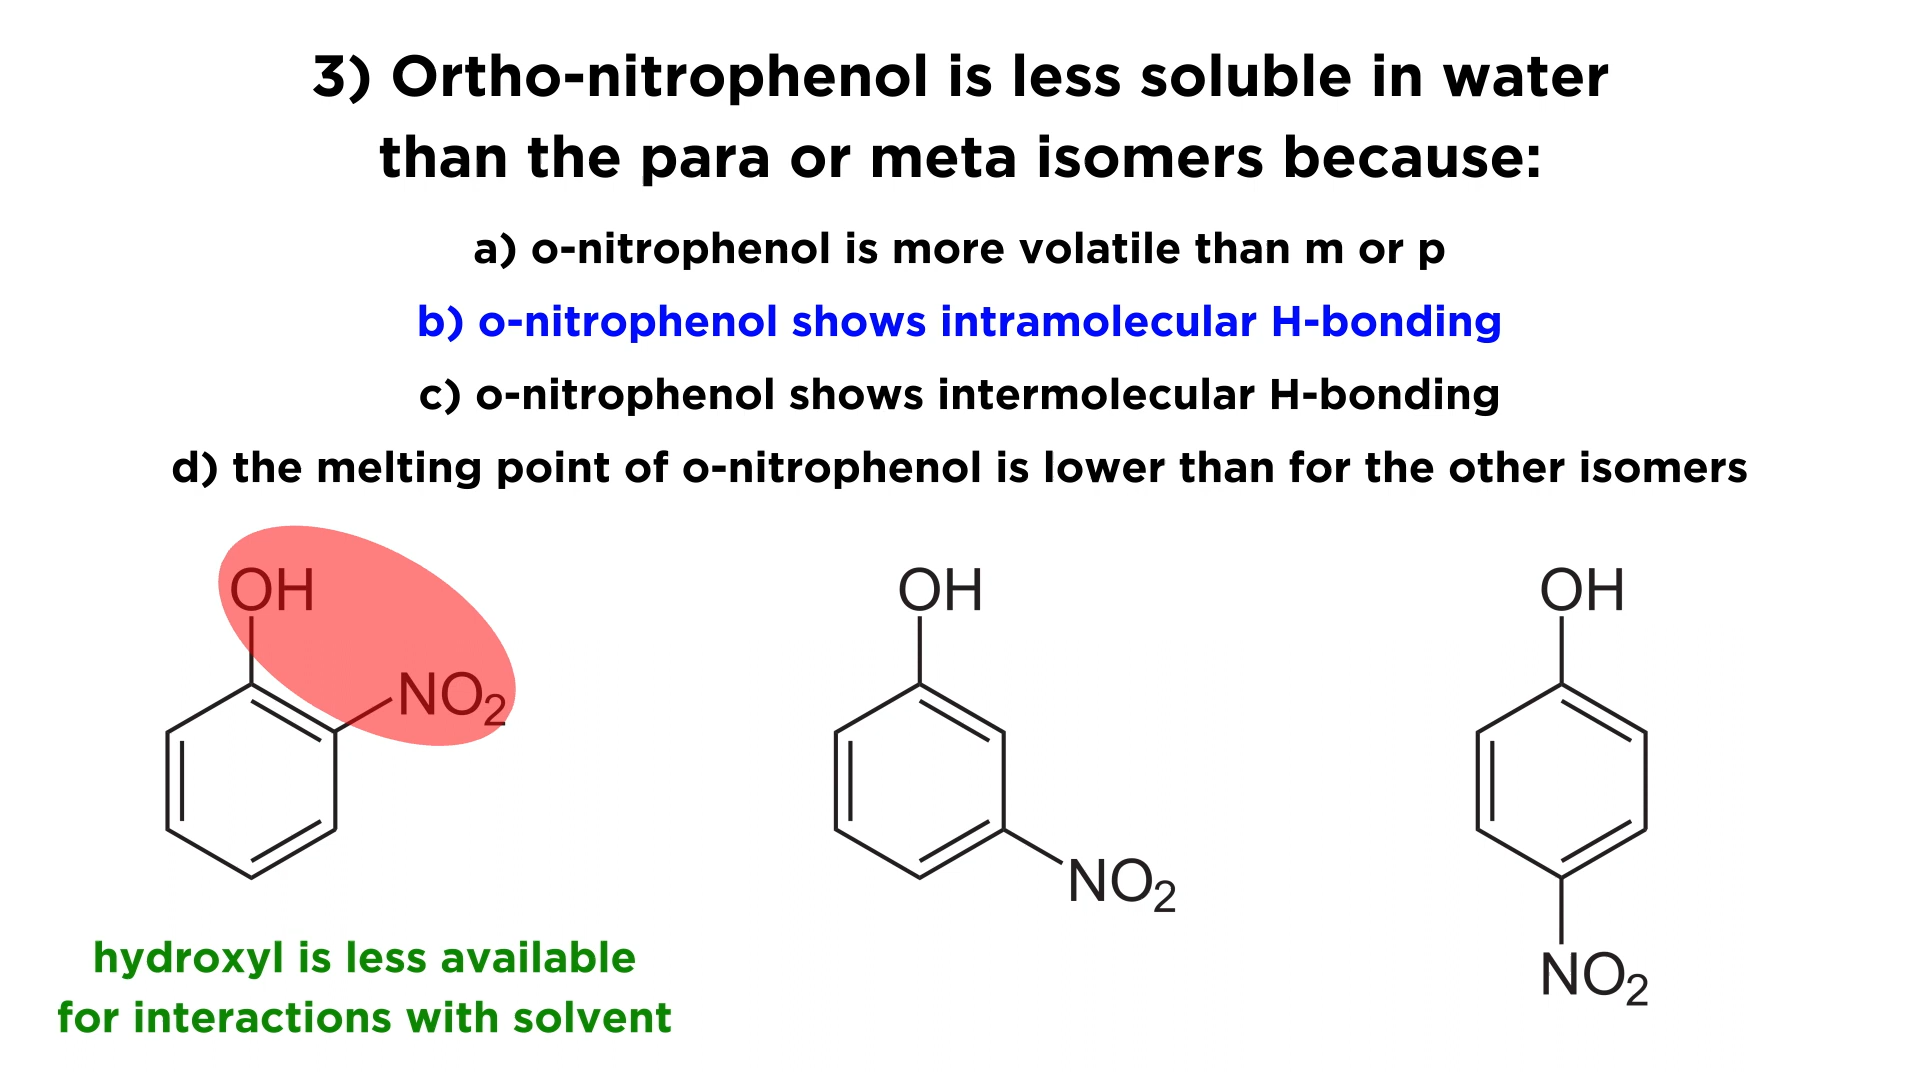 3) Ortho-nitrophenol is less soluble in water
than the para or meta isomers because:
a) o-nitrophenol is more volatile than m or p
b) o-nitrophenol shows intramolecular H-bonding
c) o-nitrophenol shows intermolecular H-bonding
d) the melting point of o-nitrophenol is lower than for the other isomers
OH
NO₂
OH
NO₂
OH
NO₂
hydroxyl is less available
for interactions with solvent